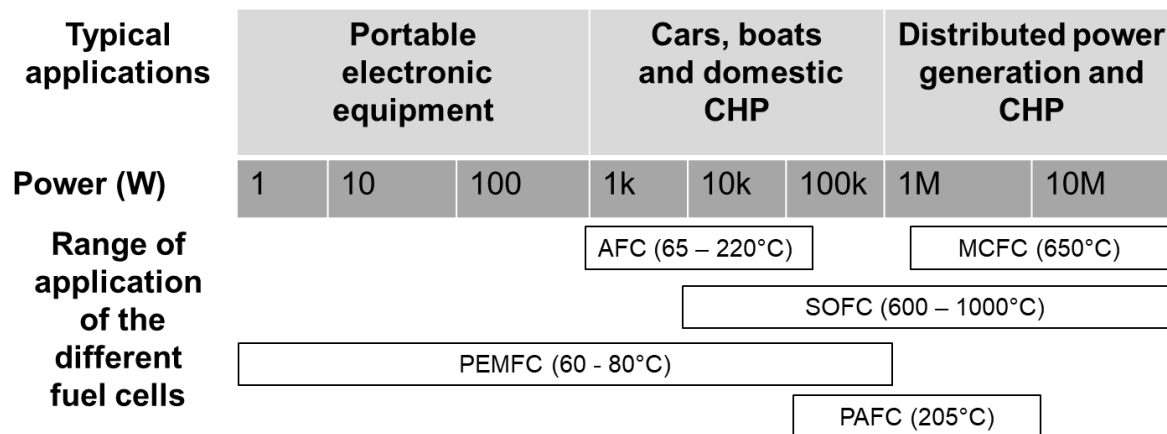 Typical
applications
Portable
electronic
equipment
Cars, boats
and domestic
CHP
Distributed power
generation and
CHP
Power (W)
1
10
100
1k
10k
100k
1M
10M
Range of
application
of the
different
fuel cells
AFC (65 – 220°C)
MCFC (650°C)
SOFC (600 – 1000°C)
PEMFC (60 - 80°C)
PAFC (205°C)